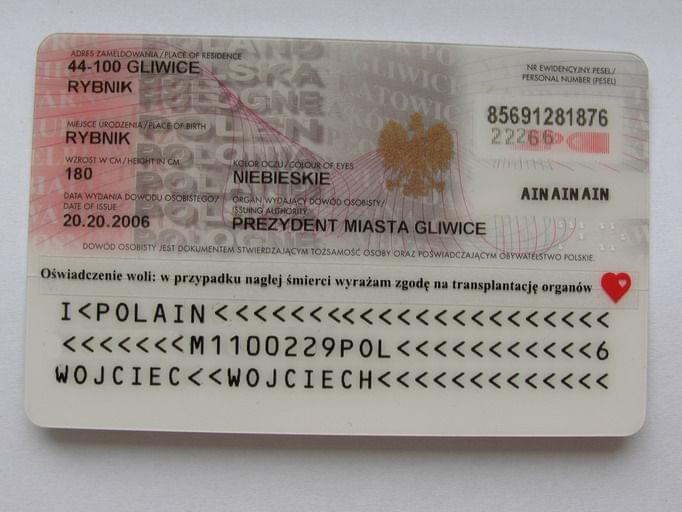 ADRES ZAMELDOWANIA / PLACE OF RESIDENCE
44-100 GLIWICE
RYBNIK
MIEJSCE URODZENIA / PLACE OF BIRTH
RYBNIK
WZROST W CM / HEIGHT IN CM
180
KOLOR OCZU / COLOUR OF EYES
NIEBIESKIE
DATA WYDANIA DOWODU OSOBISTEGO /
DATE OF ISSUE
20.20.2006
ORGAN WYDAJĄCY DOWÓD OSOBISTY /
ISSUING AUTHORITY
PREZYDENT MIASTA GLIWICE
NR EWIDENCYJNY PESEL /
PERSONAL NUMBER (PESEL)
85691281876
22266
AIN AIN AIN
DOWÓD OSOBISTY JEST DOKUMENTEM STWIERDZAJĄCYM TOŻSAMOŚĆ OSOBY ORAZ POŚWIADCZAJĄCYM OBYWATELSTWO POLSKIE.
Oświadczenie woli: w przypadku nagłej śmierci wyrażam zgodę na transplantację organów
I<POLAIN<<<<<<<<<<<<<<<<<<<<<<
<<<<<<<M1100229POL<<<<<<<<<<<6
WOJCIEC<<WOJCIECH<<<<<<<<<<<<<